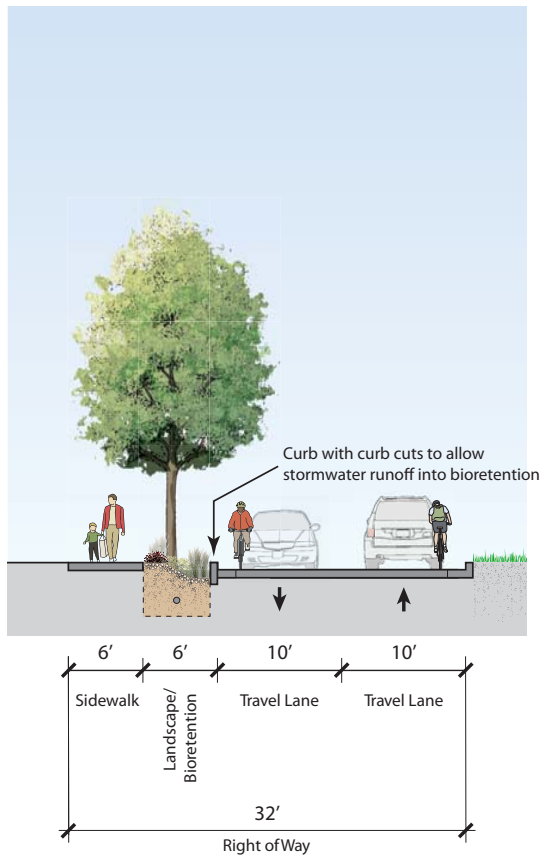 Curb with curb cuts to allow
stormwater runoff into bioretention
6’ 6’ 10’ 10’
Sidewalk
Landscape/
Bioretention
Travel Lane
Travel Lane
32’
Right of Way